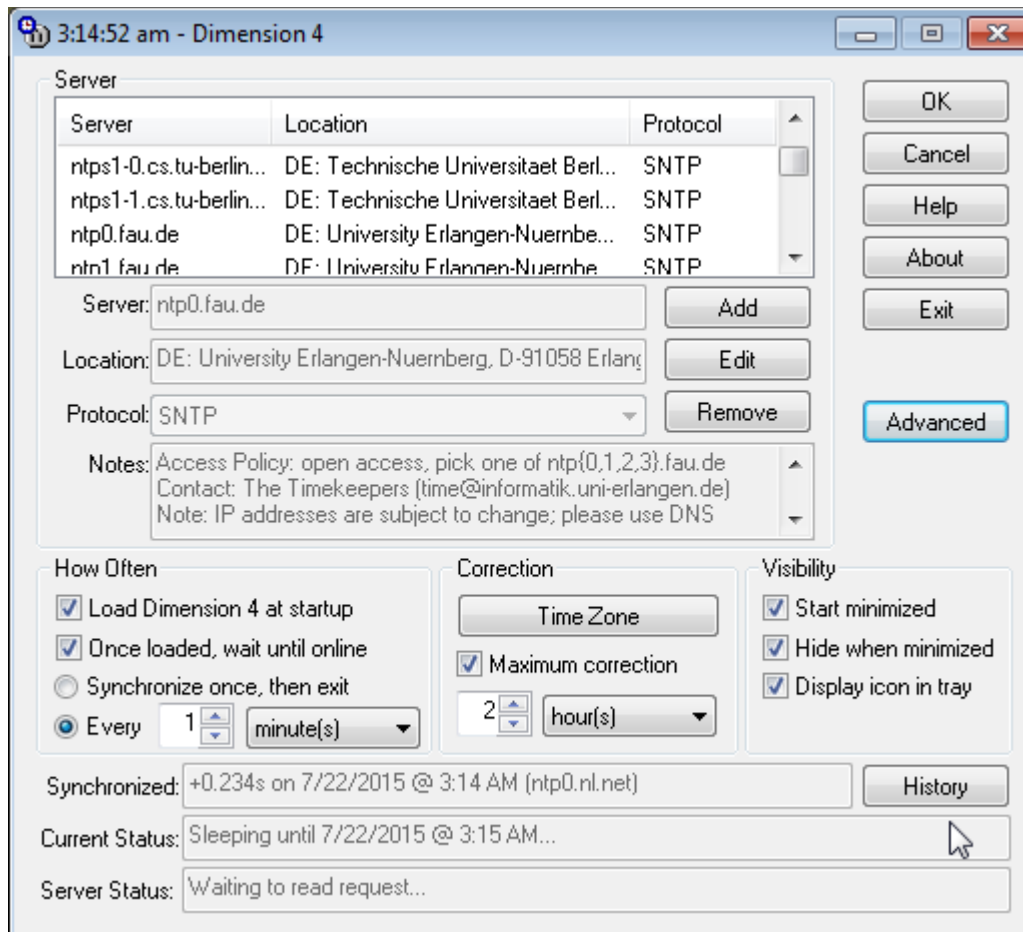 3:14:52 am - Dimension 4
Server
Server Location Protocol
ntps1-0.cs.tu-berlin... DE: Technische Universitaet Berl... SNTP
ntps1-1.cs.tu-berlin... DE: Technische Universitaet Berl... SNTP
ntp0.fau.de DE: University Erlangen-Nuernbe... SNTP
ntp1.fau.de DE: University Erlangen-Nuernbe SNTP
OK
Cancel
Help
About
Exit
Advanced
Server: ntp0.fau.de Add
Location: DE: University Erlangen-Nuernberg, D-91058 Erlang Edit
Protocol: SNTP Remove
Notes: Access Policy: open access, pick one of ntp{0,1,2,3}.fau.de
Contact: The Timekeepers (time@informatik.uni-erlangen.de)
Note: IP addresses are subject to change; please use DNS
How Often
Load Dimension 4 at startup
Once loaded, wait until online
Synchronize once, then exit
Every 1 minute(s)
Correction
Time Zone
Maximum correction
2 hour(s)
Visibility
Start minimized
Hide when minimized
Display icon in tray
Synchronized: +0.234s on 7/22/2015 @ 3:14 AM (ntp0.nl.net) History
Current Status: Sleeping until 7/22/2015 @ 3:15 AM...
Server Status: Waiting to read request...